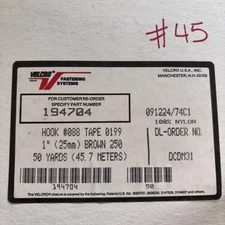 #45
VELCRO
FASTENING
SYSTEMS
VELCRO U.S.A., INC.
MANCHESTER, N.H. 03103
FOR CUSTOMER RE-ORDER
SPECIFY PART NUMBER
194704
091224/74C1
100% NYLON
HOOK #088 TAPE 0199
DL-ORDER NO.
1" (25mm) BROWN 250
50 YARDS (45.7 METERS)
DCDM31
194704
50